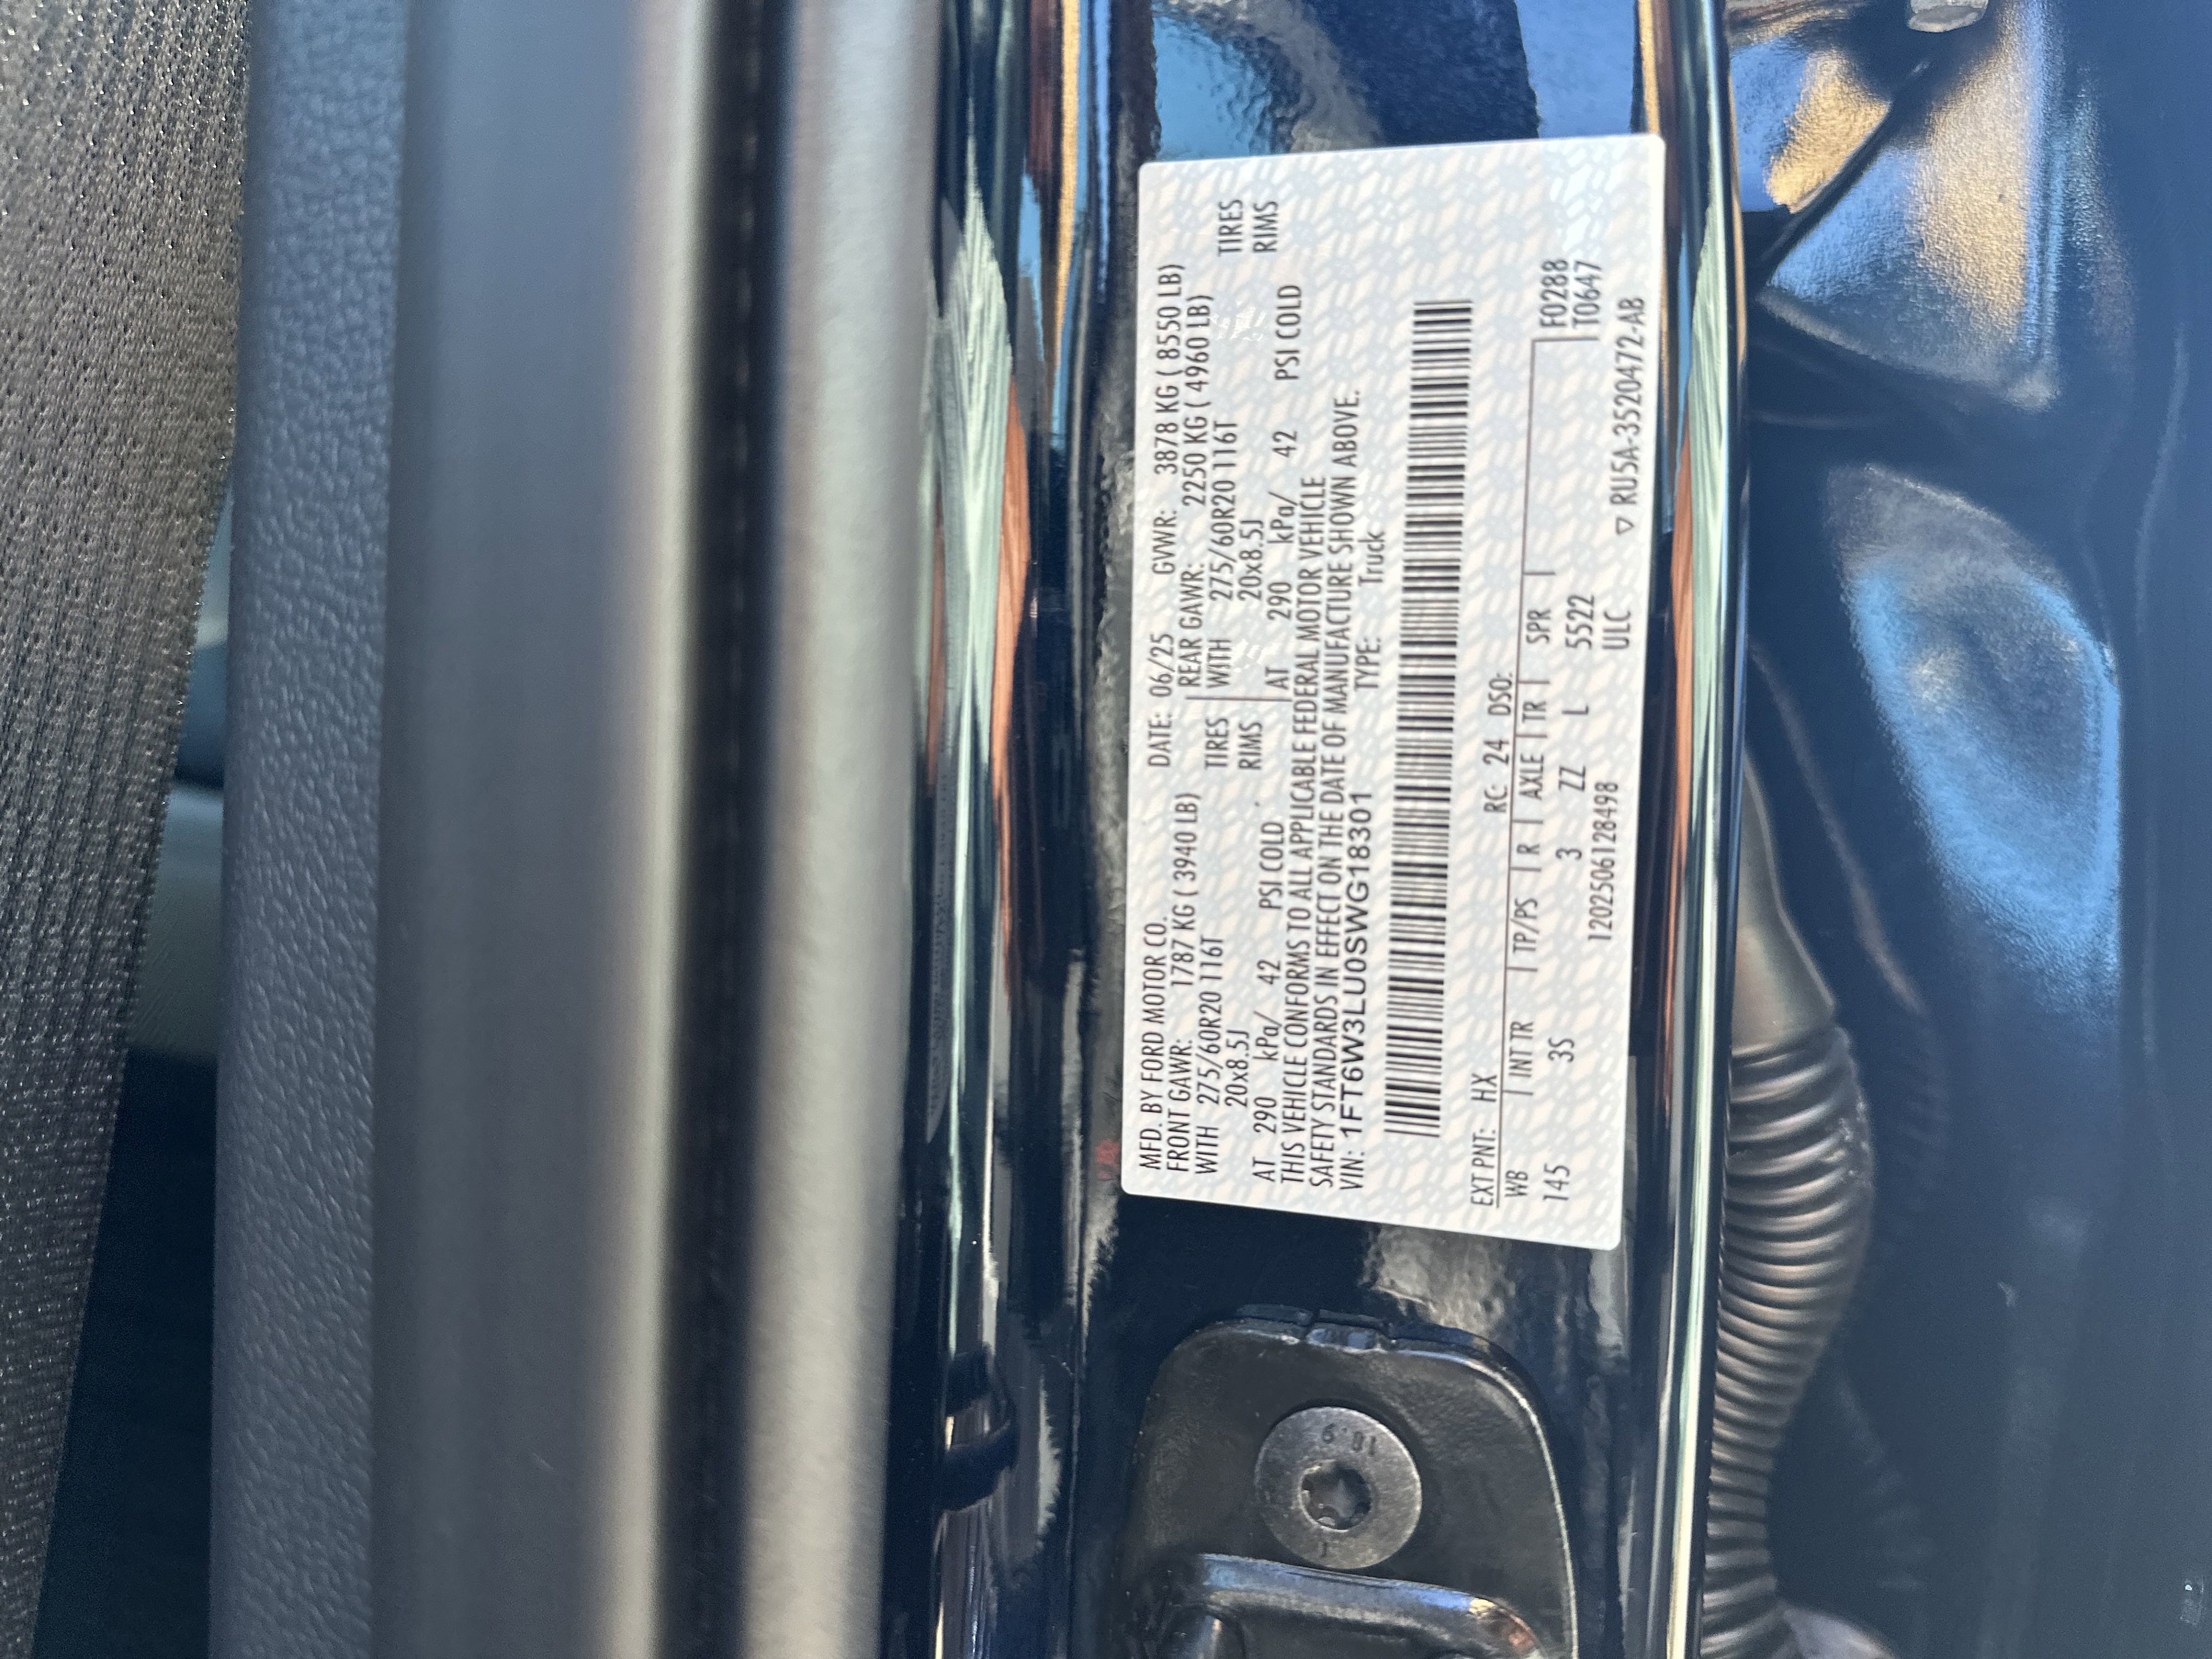 MFD. BY FORD MOTOR CO. DATE: 06/25 GVWR: 3878 KG ( 8550 LB)
FRONT GAWR: 1787 KG ( 3940 LB) REAR GAWR: 2250 KG ( 4960 LB)
WITH 275/60R20 116T TIRES WITH 275/60R20 116T TIRES
20x8.5J RIMS 20x8.5J RIMS
AT 290 kPa/ 42 PSI COLD AT 290 kPa/ 42 PSI COLD
THIS VEHICLE CONFORMS TO ALL APPLICABLE FEDERAL MOTOR VEHICLE
SAFETY STANDARDS IN EFFECT ON THE DATE OF MANUFACTURE SHOWN ABOVE.
VIN: 1FT6W3LU0SWG18301 TYPE: Truck
EXT PNT: HX RC: 24 DSO:
WB | INT TR | TP/PS | R | AXLE | TR | SPR | F0288
145 3S 3 ZZ L 5522 T0647
120250612849​8 ULC
▽ RU5A-3520472-AB
10.9